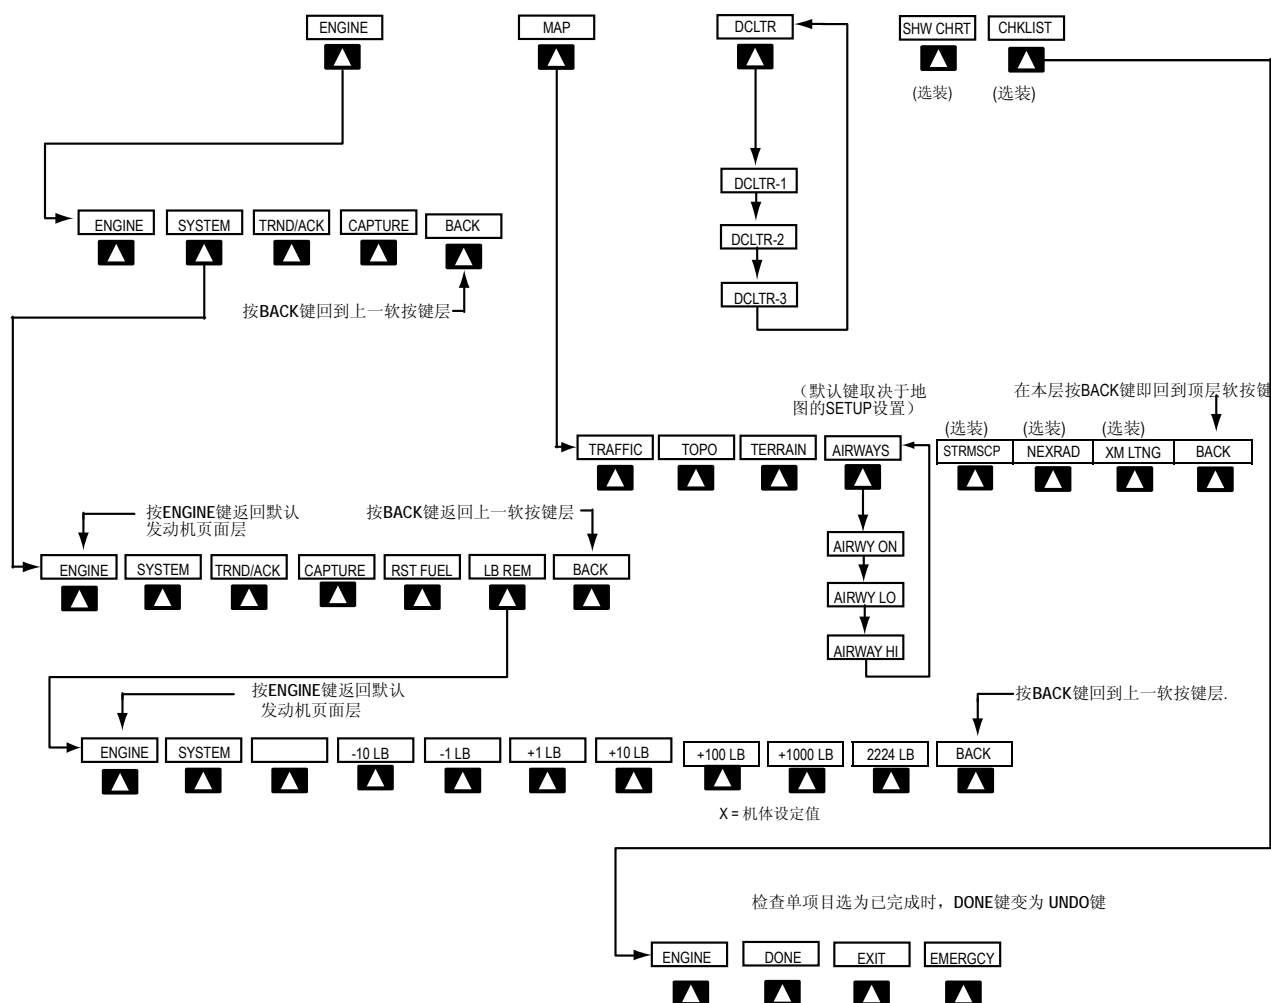 ENGINE
MAP
DCLTR
SHW CHRT
CHKLIST
(选装)
(选装)
DCLTR-1
DCLTR-2
DCLTR-3
ENGINE
SYSTEM
TRND/ACK
CAPTURE
BACK
按BACK键回到上一软按键层
（默认键取决于地
图的SETUP设置）
在本层按BACK键即回到顶层软按键
(选装)
(选装)
(选装)
TRAFFIC
TOPO
TERRAIN
AIRWAYS
STRMSCP
NEXRAD
XM LTNG
BACK
AIRWY ON
AIRWY LO
AIRWAY HI
按ENGINE键返回默认
发动机页面层
按BACK键返回上一软按键层
ENGINE
SYSTEM
TRND/ACK
CAPTURE
RST FUEL
LB REM
BACK
按ENGINE键返回默认
发动机页面层
按BACK键回到上一软按键层.
ENGINE
SYSTEM
-10 LB
-1 LB
+1 LB
+10 LB
+100 LB
+1000 LB
2224 LB
BACK
X = 机体设定值
检查单项目选为已完成时，DONE键变为 UNDO键
ENGINE
DONE
EXIT
EMERGCY